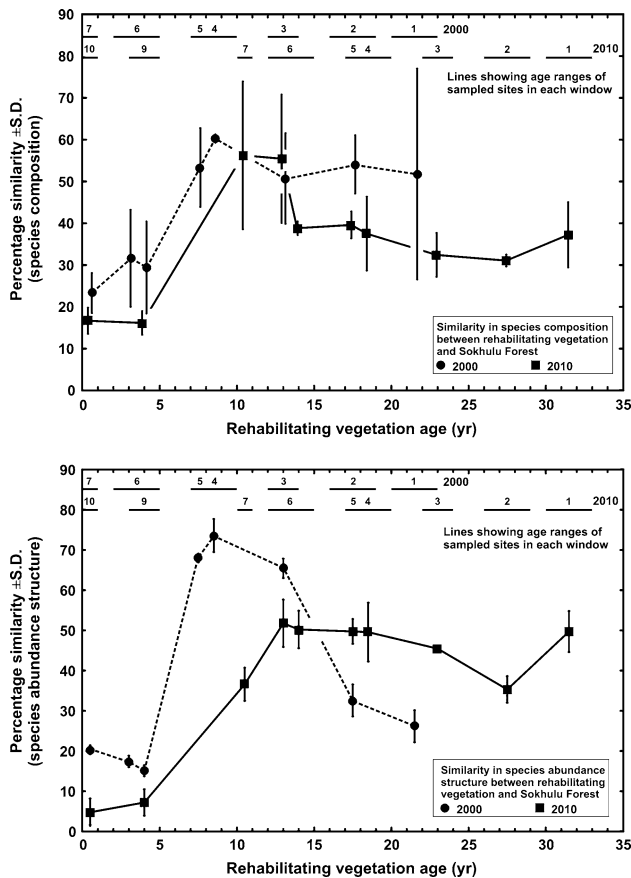 90
80
70
60
50
40
30
20
10
0
Percentage similarity ±S.D.
(species composition)
7 6 5 4 3 2 1 2000
10 9 7 6 5 4 3 2 1 2010
Lines showing age ranges of
sampled sites in each window
Similarity in species composition
between rehabilitating vegetation
and Sokhulu Forest
2000 2010
0 5 10 15 20 25 30 35
Rehabilitating vegetation age (yr)
90
80
70
60
50
40
30
20
10
0
Percentage similarity ±S.D.
(species abundance structure)
7 6 5 4 3 2 1 2000
10 9 7 6 5 4 3 2 1 2010
Lines showing age ranges of
sampled sites in each window
Similarity in species abundance
structure between rehabilitating
vegetation and Sokhulu Forest
2000 2010
0 5 10 15 20 25 30 35
Rehabilitating vegetation age (yr)